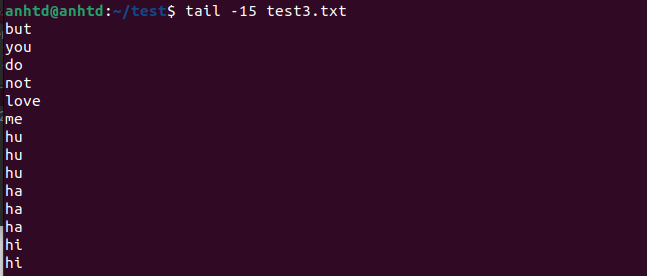 anhtd@anhtd:~/test$ tail -15 test3.txt
but
you
do
not
love
me
hu
hu
hu
ha
ha
ha
hi
hi